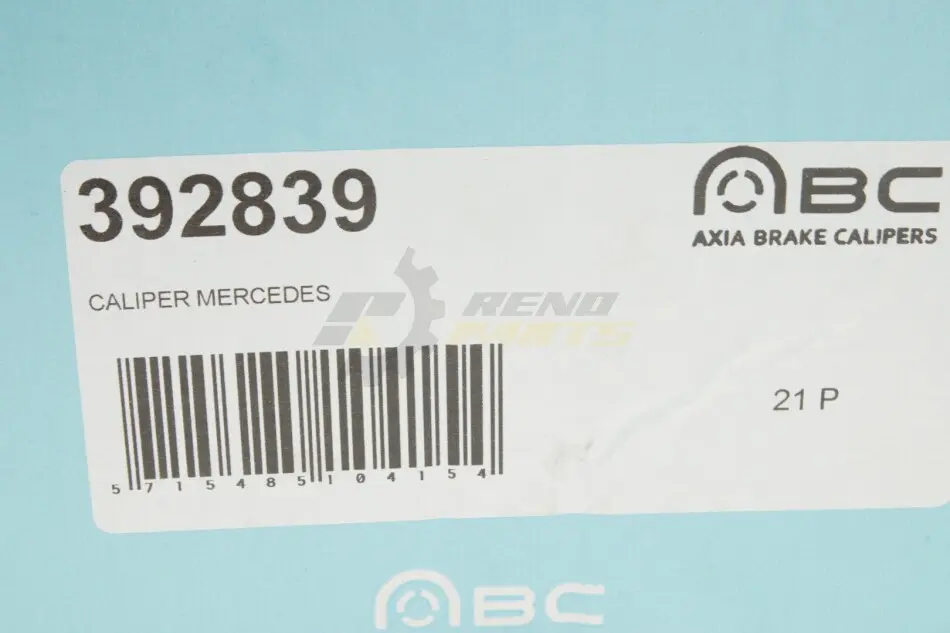 392839
ABC
AXIA BRAKE CALIPERS
CALIPER MERCEDES
RENO
PARTS
21 P
5 715485 104154
ABC